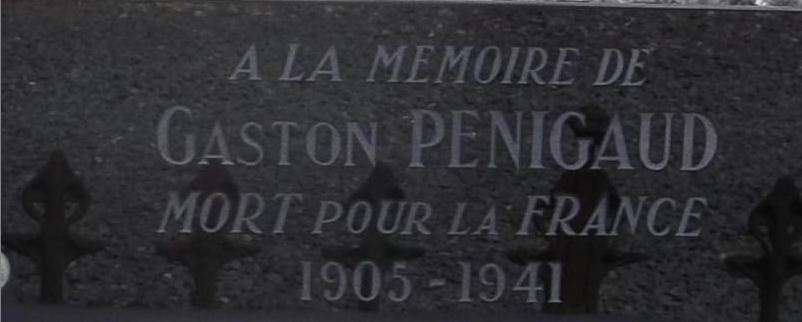 A LA MEMOIRE DE
GASTON PENIGAUD
MORT POUR LA FRANCE
1905-1941